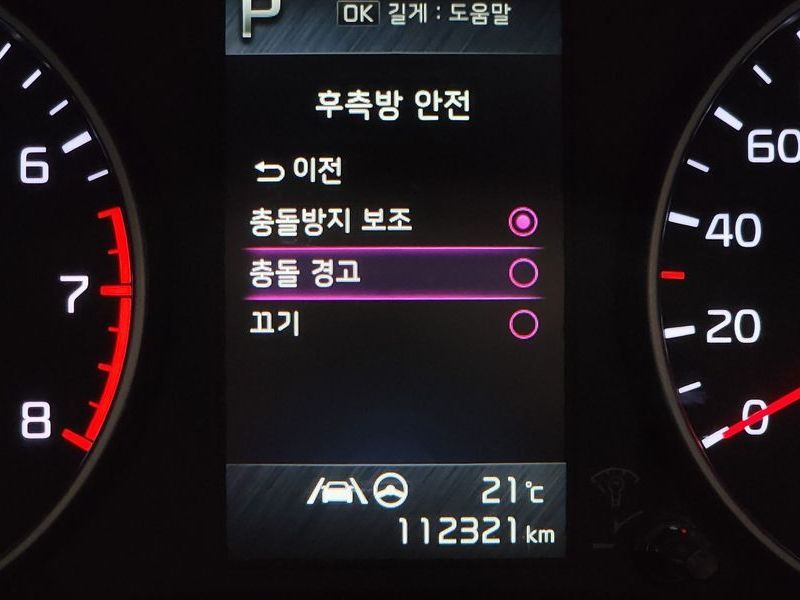 P
OK 길게 : 도움말
후측방 안전
이전
충돌방지 보조
충돌 경고
끄기
21℃
112321 km
6
7
8
60
40
20
0